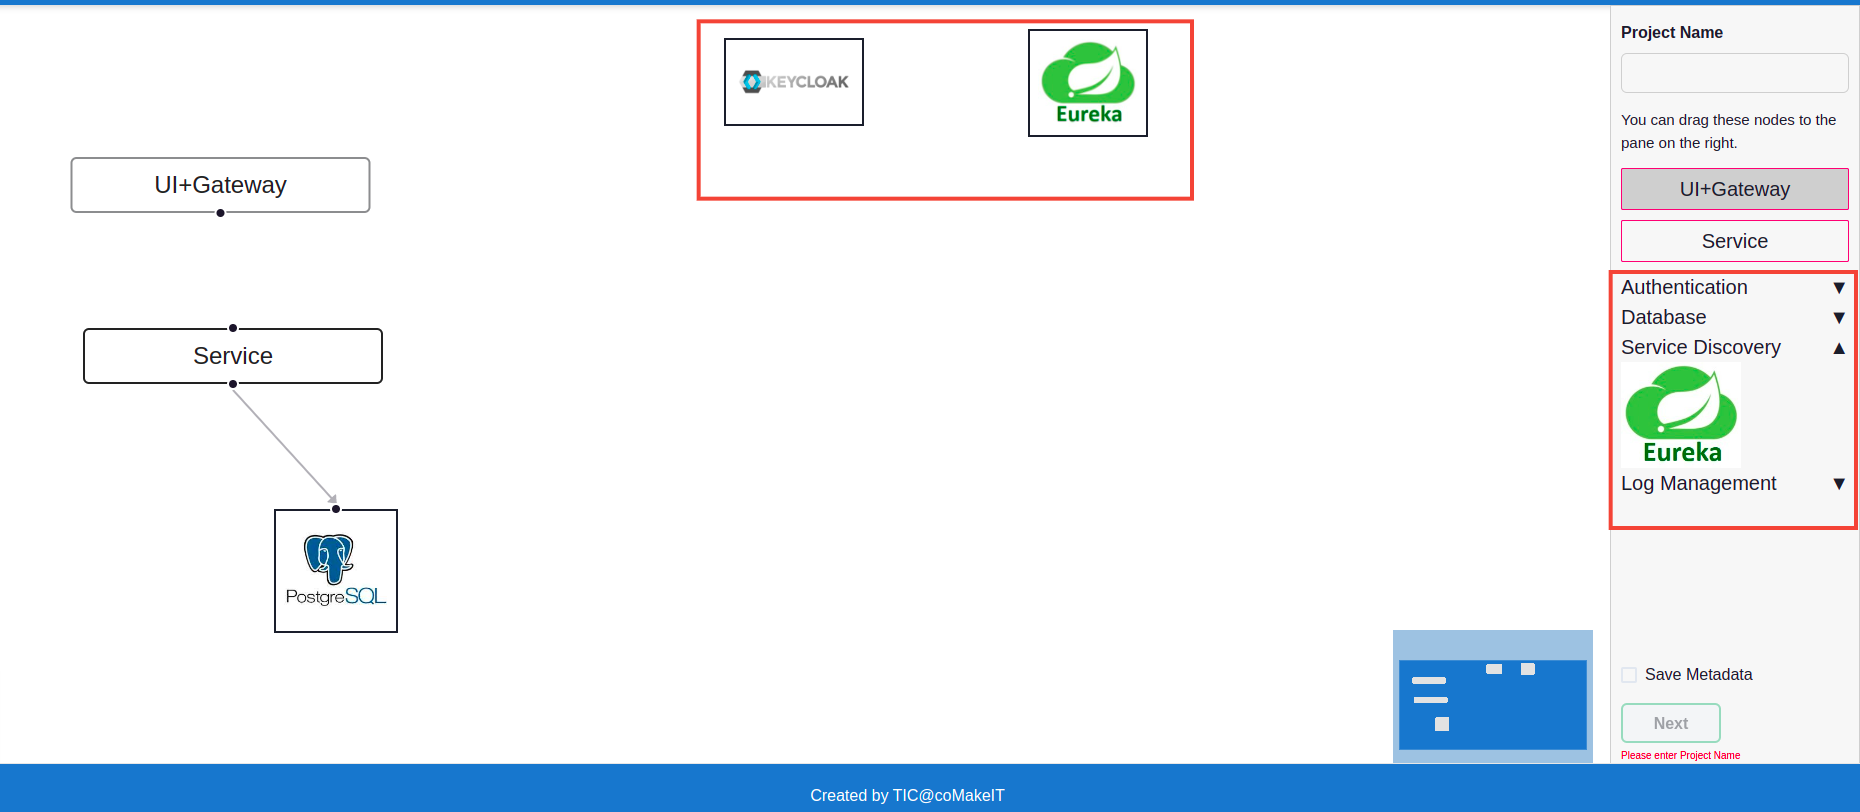 KEYCLOAK
Eureka
UI+Gateway
Service
PostgreSQL
Project Name
You can drag these nodes to the
pane on the right.
UI+Gateway
Service
Authentication ▼
Database ▼
Service Discovery ▲
Eureka
Log Management ▼
Save Metadata
Next
Please enter Project Name
Created by TIC@coMakeIT